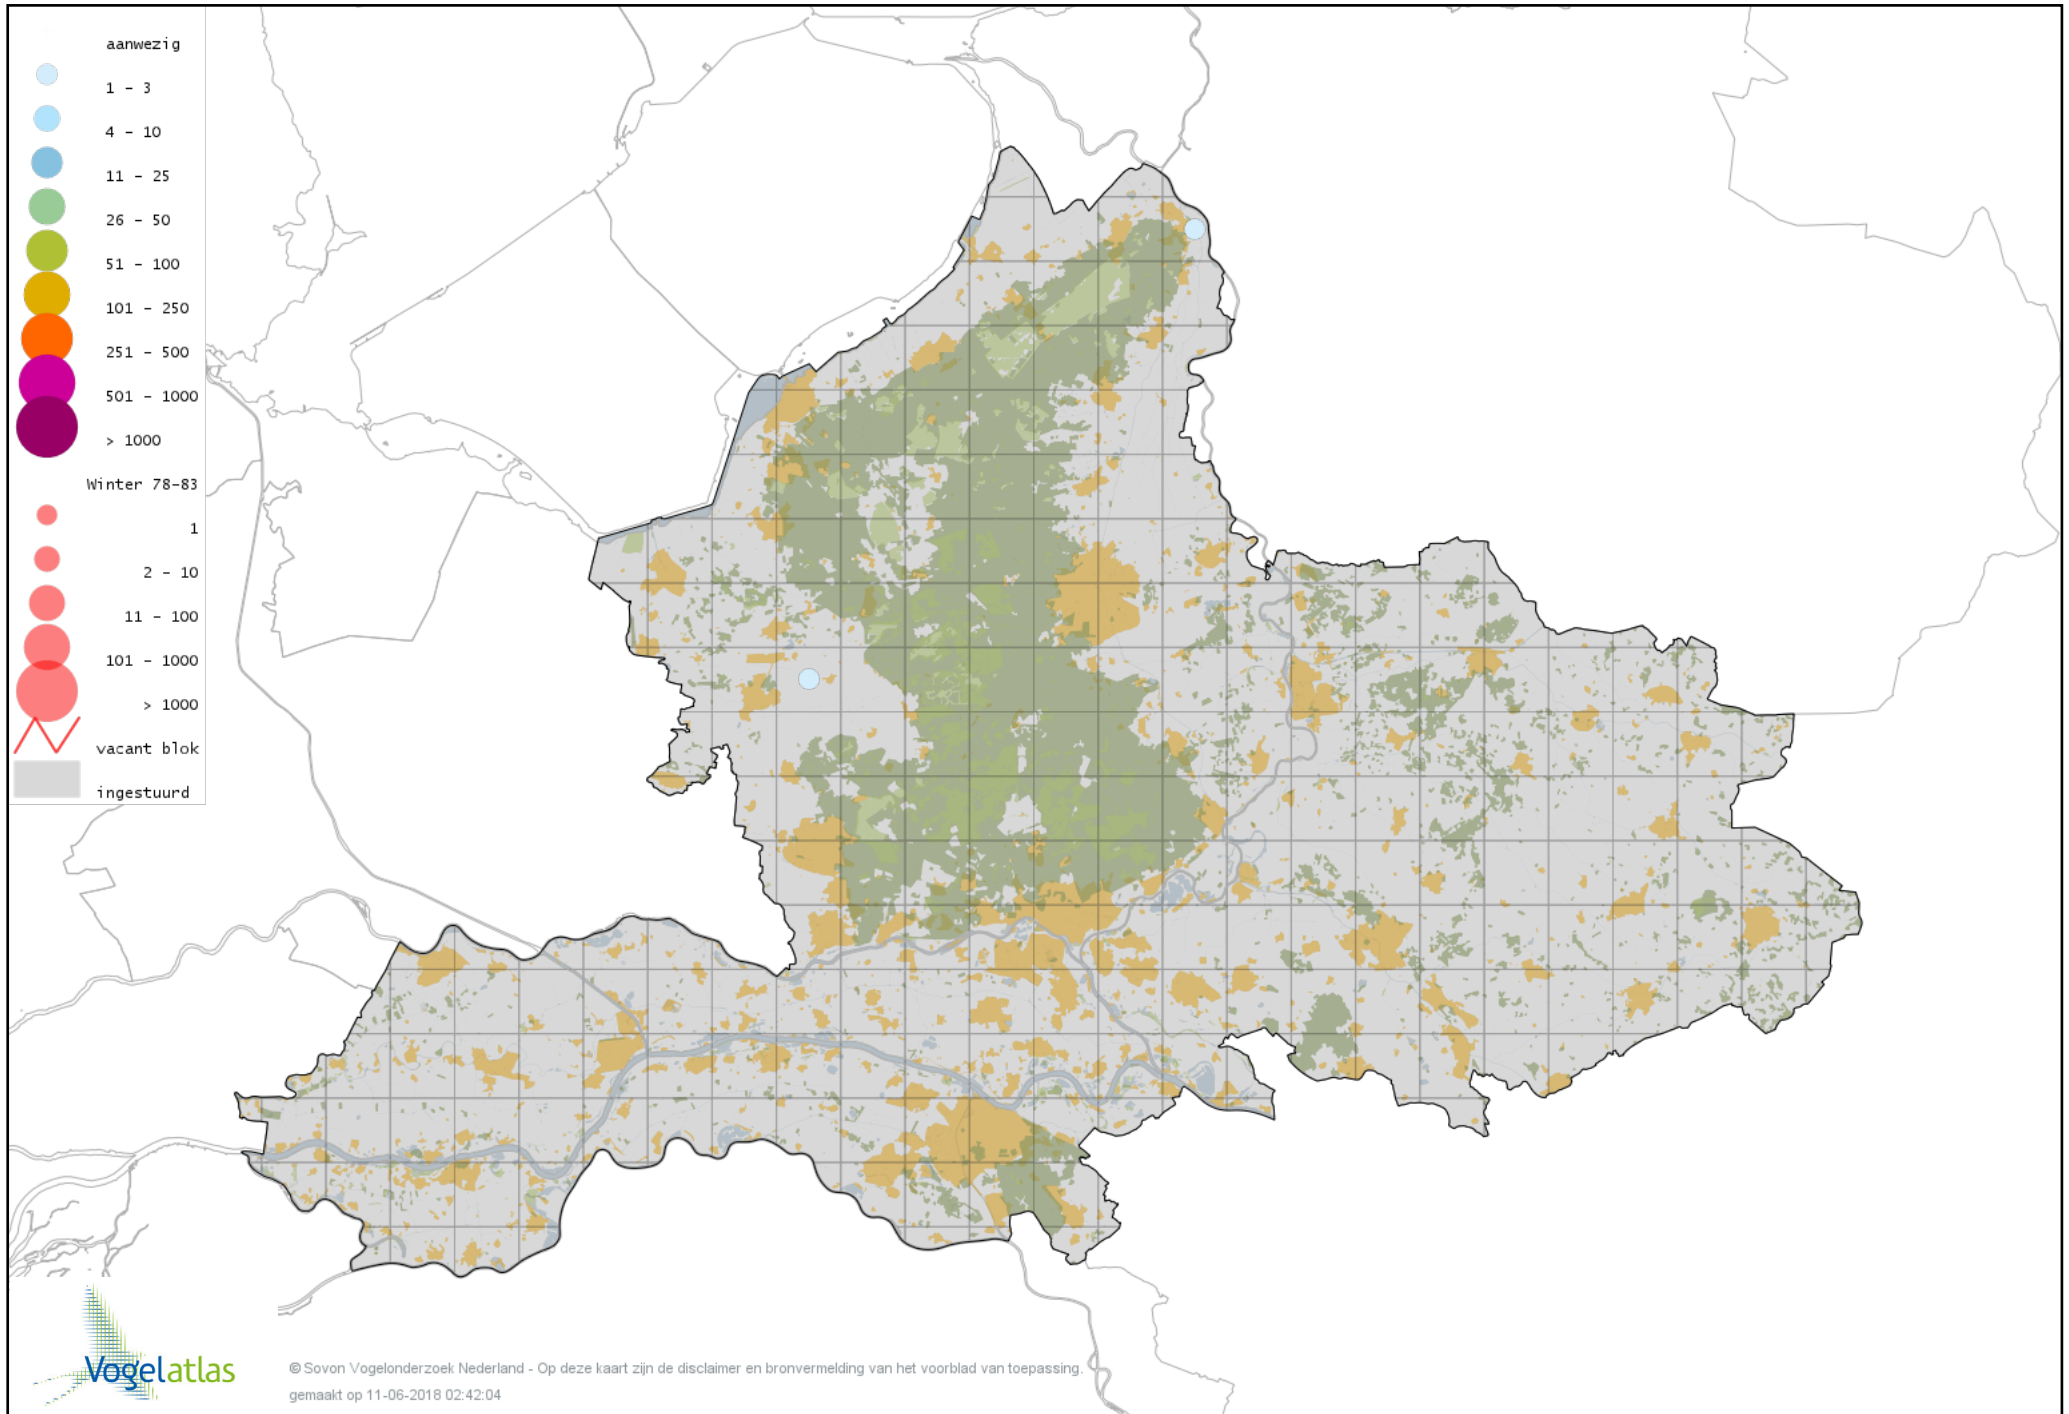 aanwezig
1 - 3
4 - 10
11 - 25
26 - 50
51 - 100
101 - 250
251 - 500
501 - 1000
> 1000
Winter 78-83
1
2 - 10
11 - 100
101 - 1000
> 1000
vacant blok
ingestuurd
Vogelatlas
© Sovon Vogelonderzoek Nederland - Op deze kaart zijn de disclaimer en bronvermelding van het voorblad van toepassing.
gemaakt op 11-06-2018 02:42:04